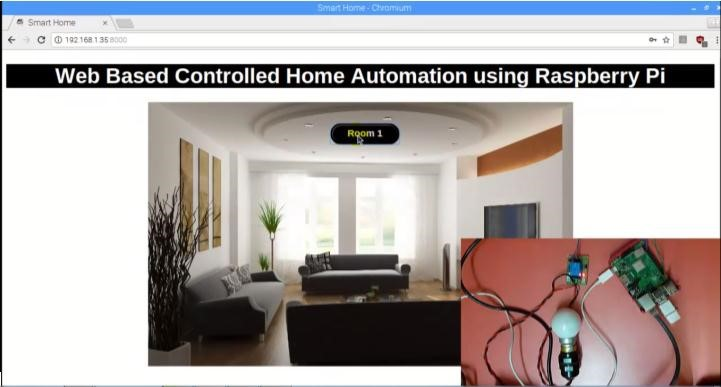 Smart Home - Chromium
Smart Home
192.168.1.35:8000
Web Based Controlled Home Automation using Raspberry Pi
Room 1